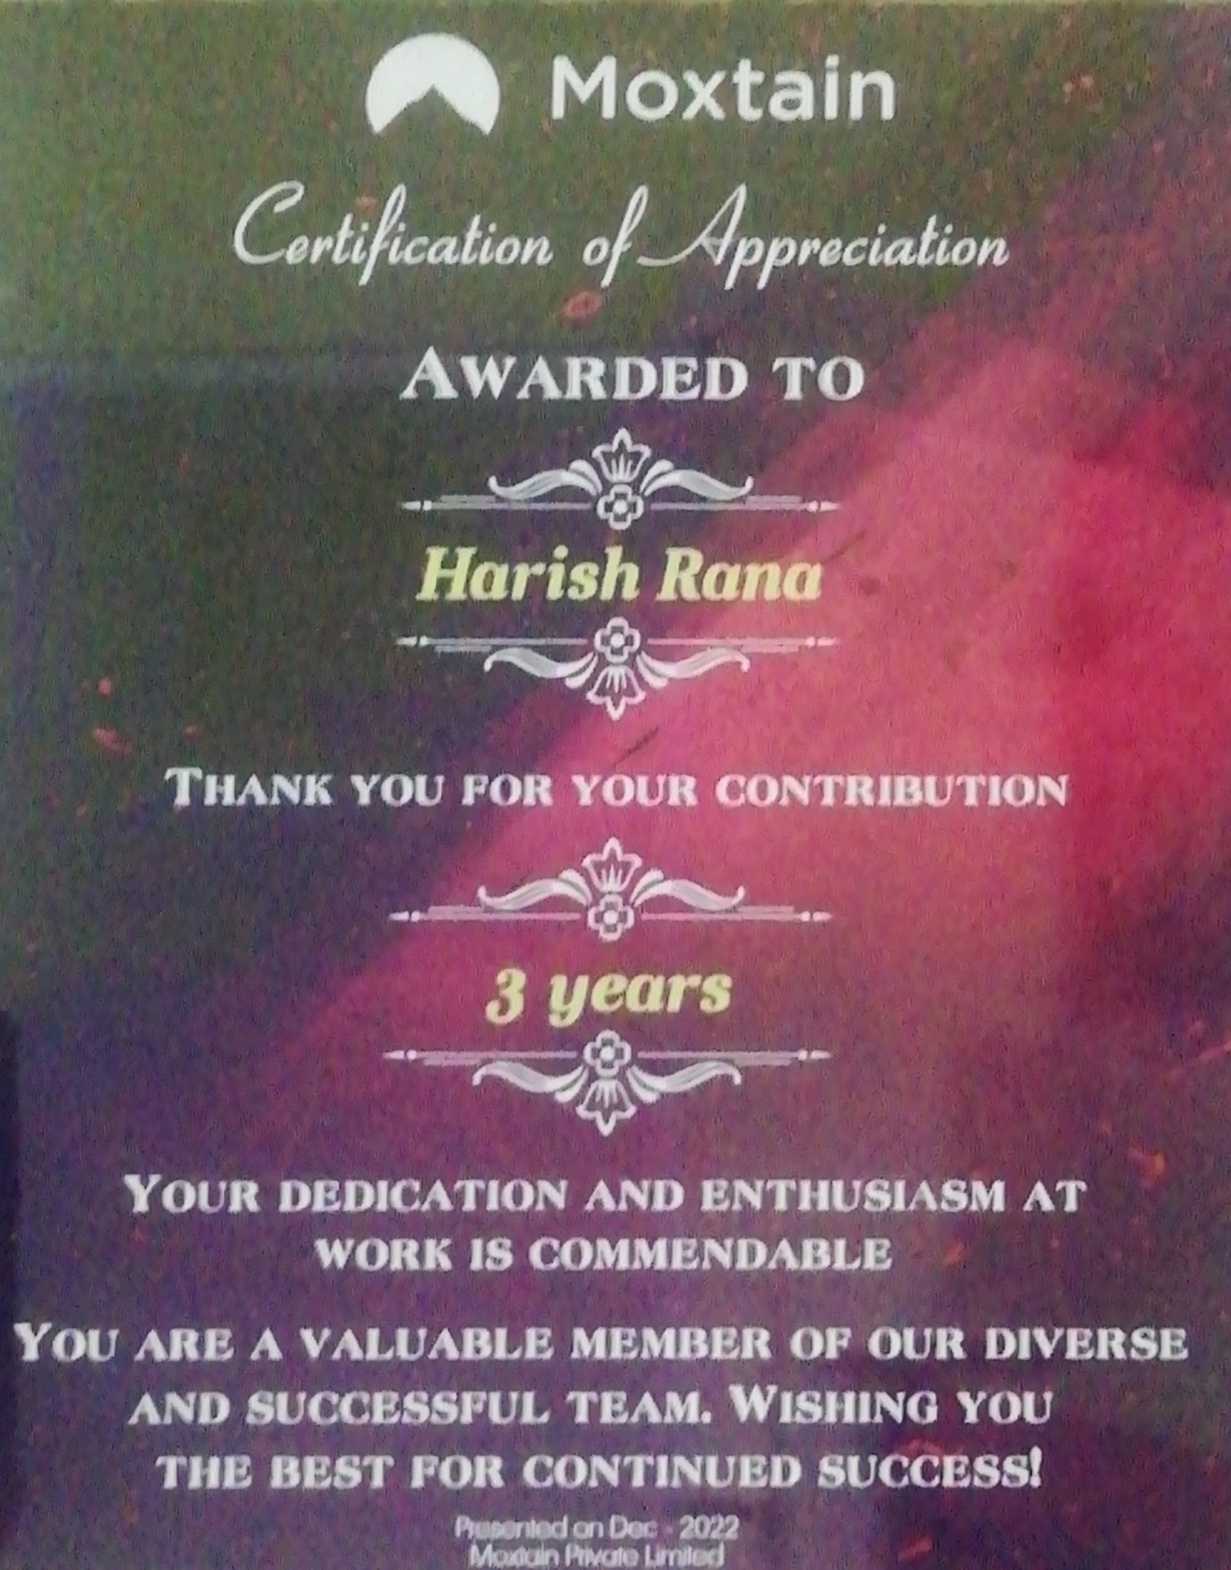 Moxtain
Certification of Appreciation
AWARDED TO
Harish Rana
THANK YOU FOR YOUR CONTRIBUTION
3 years
YOUR DEDICATION AND ENTHUSIASM AT
WORK IS COMMENDABLE
YOU ARE A VALUABLE MEMBER OF OUR DIVERSE
AND SUCCESSFUL TEAM. WISHING YOU
THE BEST FOR CONTINUED SUCCESS!
Presented on Dec - 2022
Moxtain Private Limited